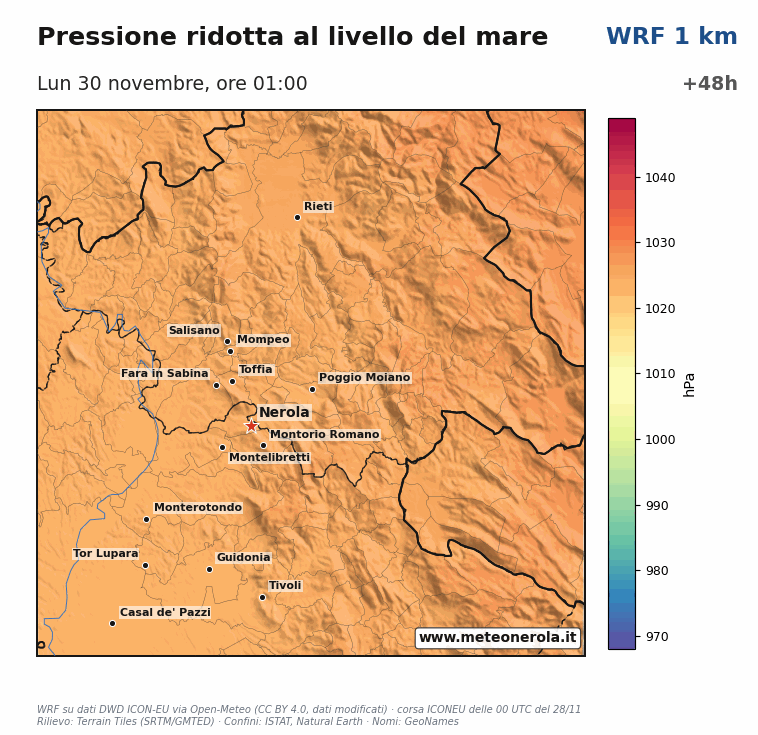 Pressione ridotta al livello del mare
WRF 1 km
Lun 30 novembre, ore 01:00
+48h
Rieti
Salisano
Mompeo
Fara in Sabina
Toffia
Poggio Moiano
Nerola
Montorio Romano
Montelibretti
Monterotondo
Tor Lupara
Guidonia
Tivoli
Casal de' Pazzi
www.meteonerola.it
1040
1030
1020
1010
1000
990
980
970
hPa
WRF su dati DWD ICON-EU via Open-Meteo (CC BY 4.0, dati modificati) · corsa ICONEU delle 00 UTC del 28/11
Rilievo: Terrain Tiles (SRTM/GMTED) · Confini: ISTAT, Natural Earth · Nomi: GeoNames